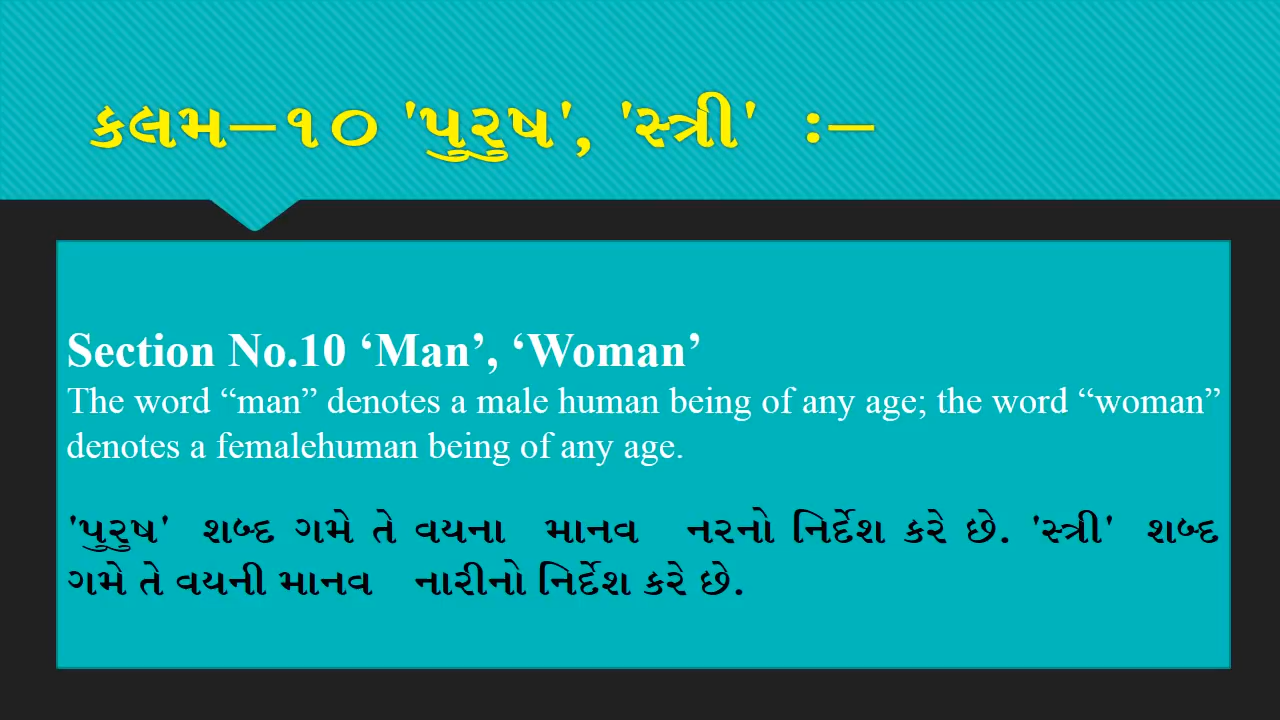 કલમ–૧૦ 'પુરુષ', 'સ્ત્રી' :–
Section No.10 ‘Man’, ‘Woman’
The word “man” denotes a male human being of any age; the word “woman”
denotes a femalehuman being of any age.
'પુરુષ' શબ્દ ગમે તે વયના માનવ નરનો નિર્દેશ કરે છે. 'સ્ત્રી' શબ્દ
ગમે તે વયની માનવ નારીનો નિર્દેશ કરે છે.